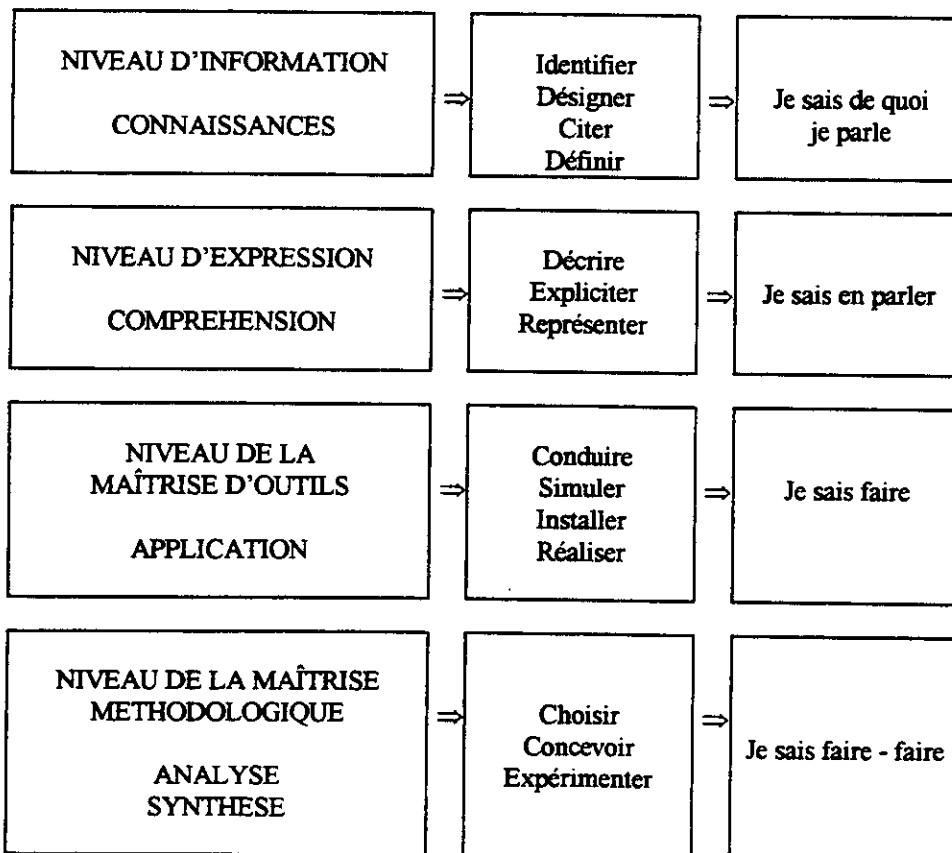 NIVEAU D'INFORMATION
CONNAISSANCES
⇒
Identifier
Désigner
Citer
Définir
⇒
Je sais de quoi
je parle
NIVEAU D'EXPRESSION
COMPREHENSION
⇒
Décrire
Expliciter
Représenter
⇒
Je sais en parler
NIVEAU DE LA
MAÎTRISE D'OUTILS
APPLICATION
⇒
Conduire
Simuler
Installer
Réaliser
⇒
Je sais faire
NIVEAU DE LA MAÎTRISE
METHODOLOGIQUE
ANALYSE
SYNTHESE
⇒
Choisir
Concevoir
Expérimenter
⇒
Je sais faire - faire